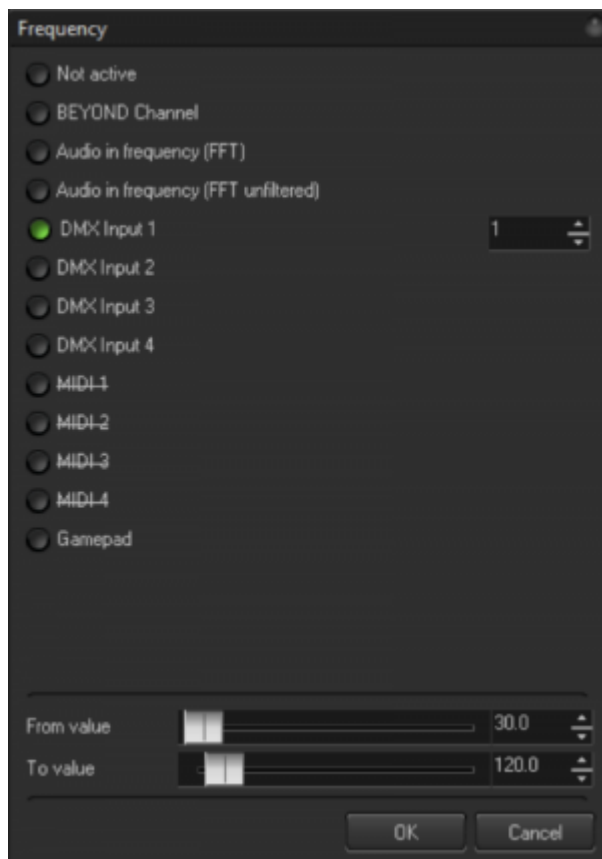 Frequency
Not active
BEYOND Channel
Audio in frequency (FFT)
Audio in frequency (FFT unfiltered)
DMX Input 1 1
DMX Input 2
DMX Input 3
DMX Input 4
MIDI 1
MIDI 2
MIDI 3
MIDI 4
Gamepad
From value 30.0
To value 120.0
OK Cancel